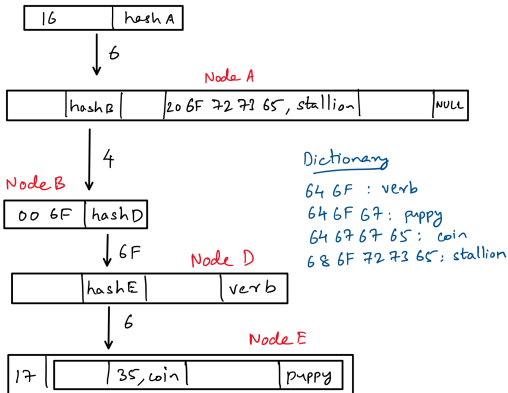 16 hashA
6
Node A
hashB 20 6F 72 73 65, stallion NULL
4
Dictionary
64 6F : verb
64 6F 67 : puppy
64 67 67 65 : coin
68 6F 72 73 65 : stallion
Node B
00 6F hashD
6F
Node D
hashE verb
6
Node E
17 35, coin puppy